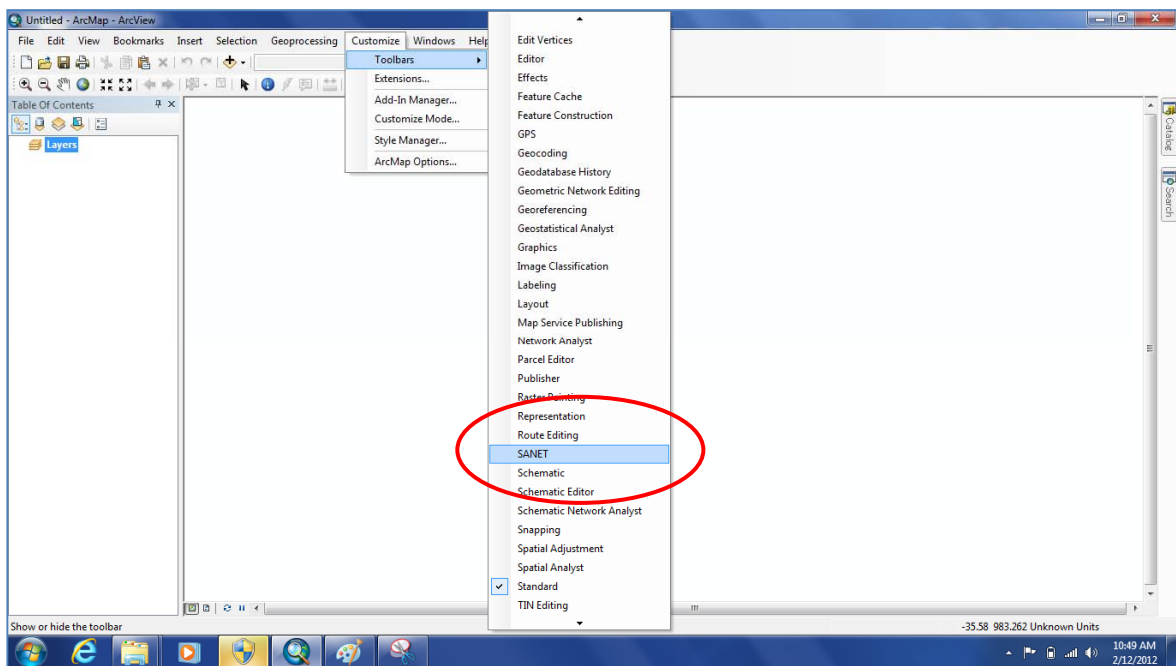 Untitled - ArcMap - ArcView
File Edit View Bookmarks Insert Selection Geoprocessing Customize Windows Help
Toolbars
Extensions...
Add-In Manager...
Customize Mode...
Style Manager...
ArcMap Options...
Table Of Contents
Layers
Edit Vertices
Editor
Effects
Feature Cache
Feature Construction
GPS
Geocoding
Geodatabase History
Geometric Network Editing
Georeferencing
Geostatistical Analyst
Graphics
Image Classification
Labeling
Layout
Map Service Publishing
Network Analyst
Parcel Editor
Publisher
Raster Painting
Representation
Route Editing
SANET
Schematic
Schematic Editor
Schematic Network Analyst
Snapping
Spatial Adjustment
Spatial Analyst
Standard
TIN Editing
Catalog
Search
Show or hide the toolbar
-35.58 983.262 Unknown Units
10:49 AM
2/12/2012